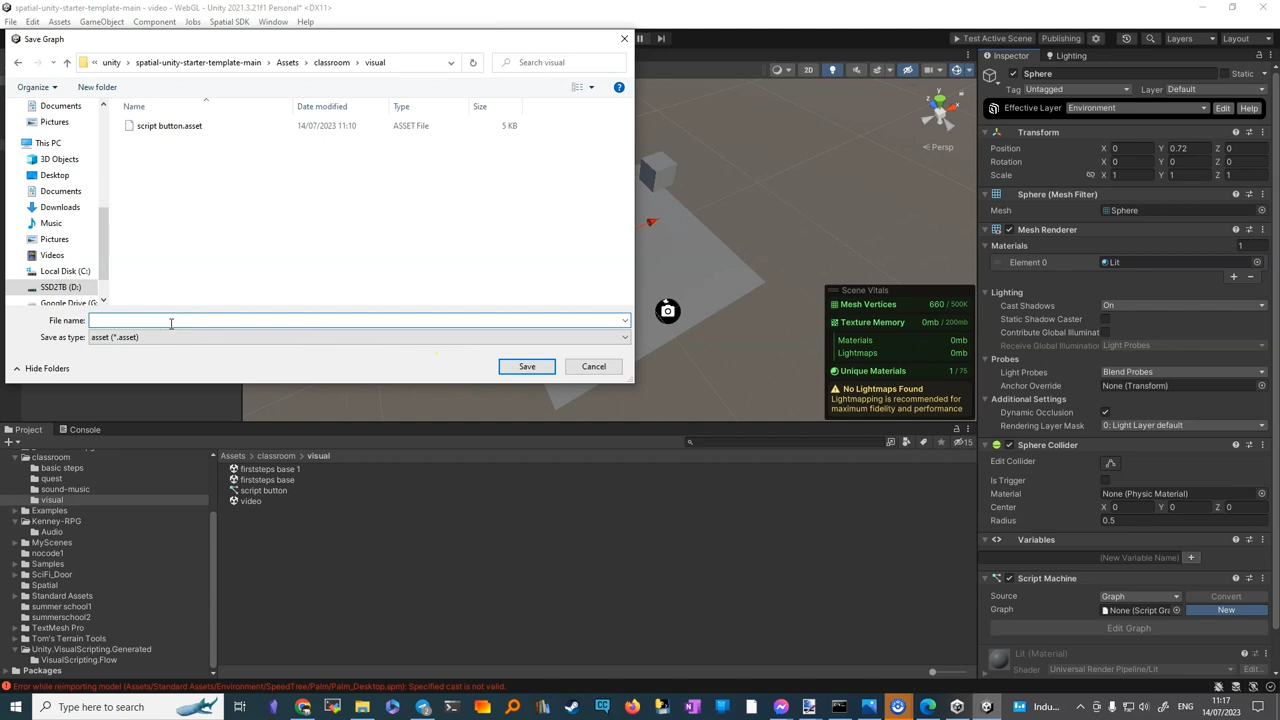 spatial-unity-starter-template-main - video - WebGL - Unity 2021.3.21f1 Personal* <DX11>
File Edit Assets GameObject Component Jobs Spatial SDK Window Help
Save Graph
Test Active Scene Publishing Layers Layout
« unity › spatial-unity-starter-template-main › Assets › classroom › visual
Search visual
Organize New folder
Name Date modified Type Size
script button.asset 14/07/2023 11:10 ASSET File 5 KB
Documents
Pictures
This PC
3D Objects
Desktop
Documents
Downloads
Music
Pictures
Videos
Local Disk (C:)
SSD2TB (D:)
Google Drive (G:
File name:
Save as type: asset (*.asset)
Hide Folders
Save Cancel
2D
y
Persp
Scene Vitals
Mesh Vertices 660 / 500K
Texture Memory 0mb / 200mb
Materials 0mb
Lightmaps 0mb
Unique Materials 1 / 75
No Lightmaps Found
Lightmapping is recommended for
maximum fidelity and performance
Inspector Lighting
Sphere Static
Tag Untagged Layer Default
Effective Layer Environment Edit Help
Transform
Position X 0 Y 0.72 Z 0
Rotation X 0 Y 0 Z 0
Scale X 1 Y 1 Z 1
Sphere (Mesh Filter)
Mesh Sphere
Mesh Renderer
Materials 1
Element 0 Lit
Lighting
Cast Shadows On
Static Shadow Caster
Contribute Global Illuminat
Receive Global Illuminati Light Probes
Probes
Light Probes Blend Probes
Anchor Override None (Transform)
Additional Settings
Dynamic Occlusion
Rendering Layer Mask 0: Light Layer default
Sphere Collider
Edit Collider
Is Trigger
Material None (Physic Material)
Center X 0 Y 0 Z 0
Radius 0.5
Variables
(New Variable Name)
Script Machine
Source Graph Convert
Graph None (Script Gra New
Edit Graph
Lit (Material)
Shader Universal Render Pipeline/Lit Edit...
Project Console
15
classroom
basic steps
quest
sound-music
visual
Examples
Kenney-RPG
Audio
MyScenes
nocode1
Samples
SciFi_Door
Spatial
Standard Assets
summer school1
summerschool2
TextMesh Pro
Tom's Terrain Tools
Unity.VisualScripting.Generated
VisualScripting.Flow
Packages
Assets › classroom › visual
firststeps base 1
firststeps base
script button
video
Error while reimporting model (Assets/Standard Assets/Environment/SpeedTree/Palm/Palm_Desktop.spm): Specified cast is not valid.
Type here to search
Indu...
11:17
14/07/2023